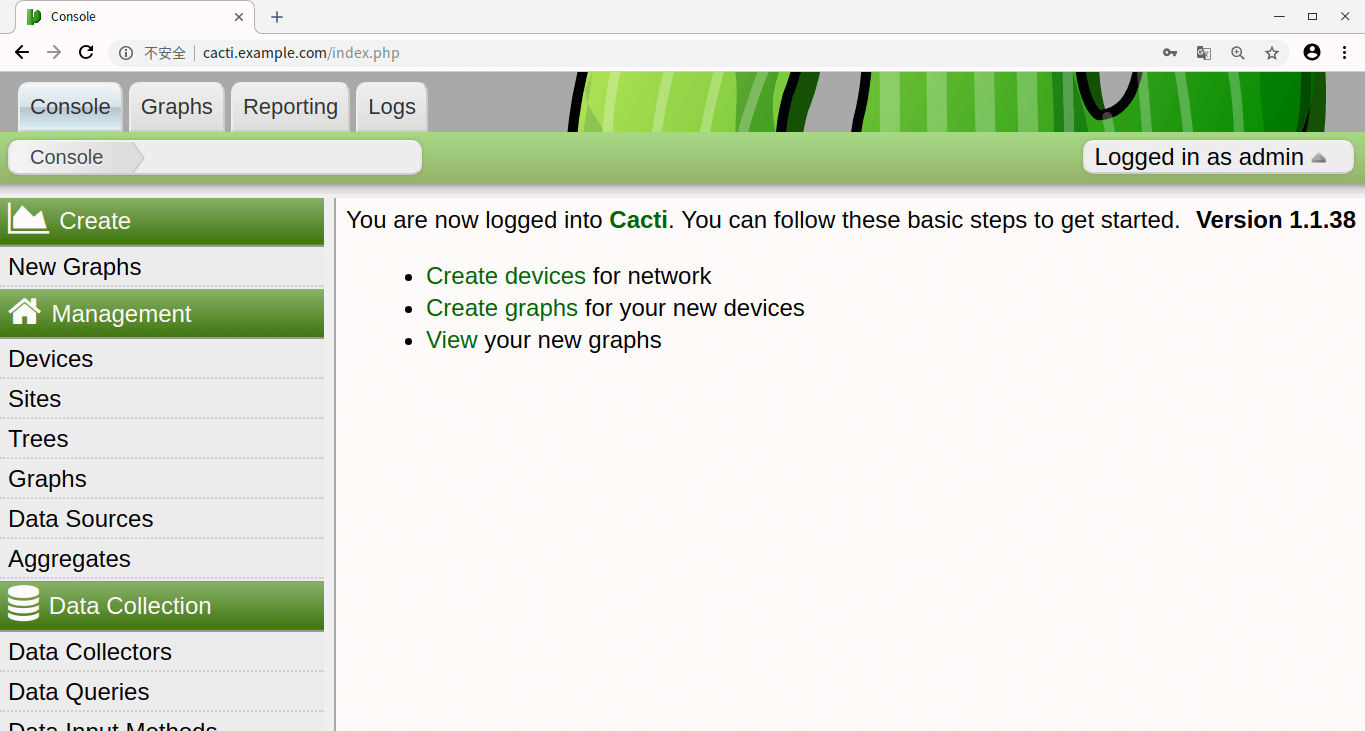 Console
不安全 cacti.example.com/index.php
Console Graphs Reporting Logs
Console
Logged in as admin
Create
New Graphs
Management
Devices
Sites
Trees
Graphs
Data Sources
Aggregates
Data Collection
Data Collectors
Data Queries
Data Input Methods
You are now logged into Cacti. You can follow these basic steps to get started. Version 1.1.38
Create devices for network
Create graphs for your new devices
View your new graphs